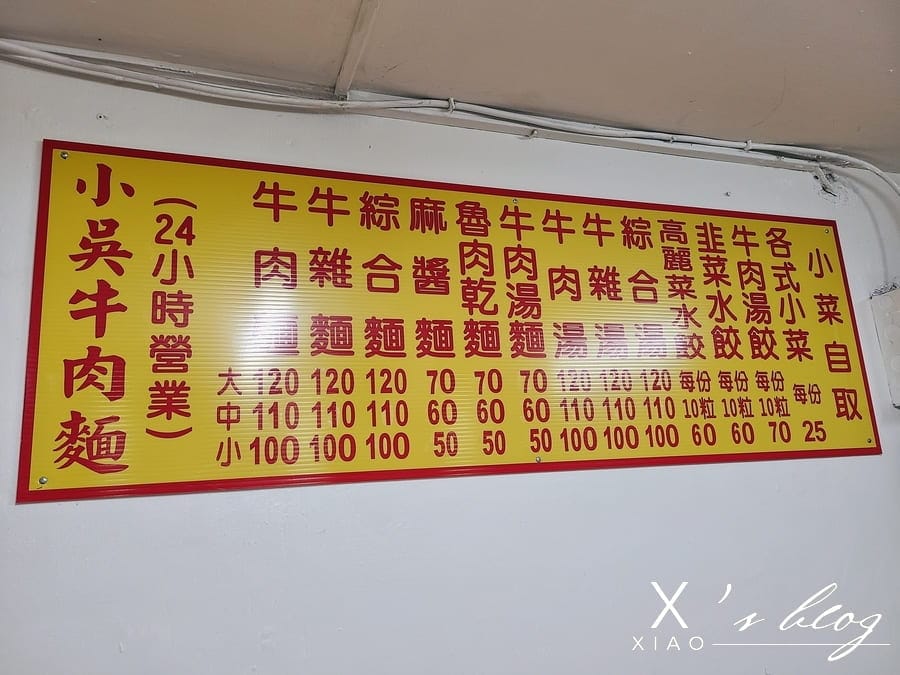 小吳牛肉麵
(24小時營業)
牛肉麵
牛雜麵
綜合麵
麻醬麵
魯肉乾麵
牛肉湯麵
牛肉湯
牛雜湯
綜合湯
高麗菜水餃
韭菜水餃
牛肉湯餃
各式小菜
小菜自取
大 120 120 120 70 70 70 120 120 120 每份 每份 每份
中 110 110 110 60 60 60 110 110 110 10粒 10粒 10粒 每份
小 100 100 100 50 50 50 100 100 100 60 60 70 25
X's blog
XIAO